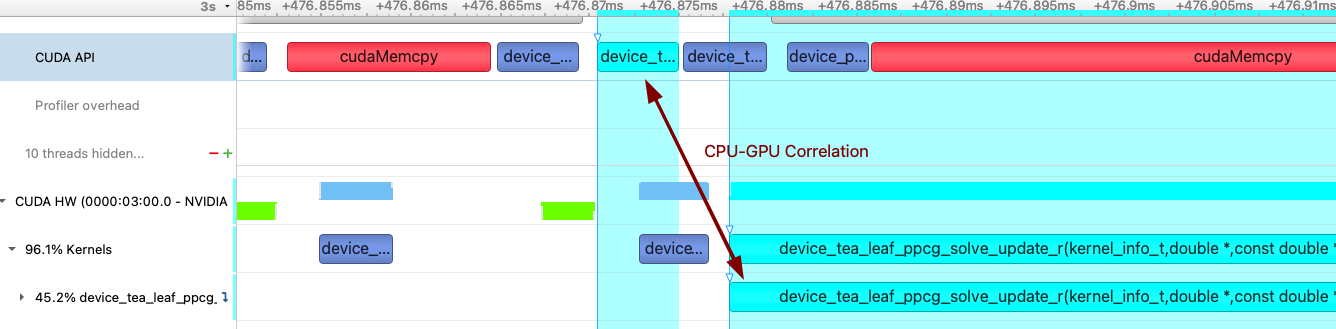 3s 85ms +476.855ms +476.86ms +476.865ms +476.87ms +476.875ms +476.88ms +476.885ms +476.89ms +476.895ms +476.9ms +476.905ms +476.91ms
CUDA API d... cudaMemcpy device_... device_t... device_t... device_p... cudaMemcpy
Profiler overhead
10 threads hidden... − +
CPU-GPU Correlation
CUDA HW (0000:03:00.0 - NVIDIA
96.1% Kernels device_... device... device_tea_leaf_ppcg_solve_update_r(kernel_info_t,double *,const double *
45.2% device_tea_leaf_ppcg_ device_tea_leaf_ppcg_solve_update_r(kernel_info_t,double *,const double *